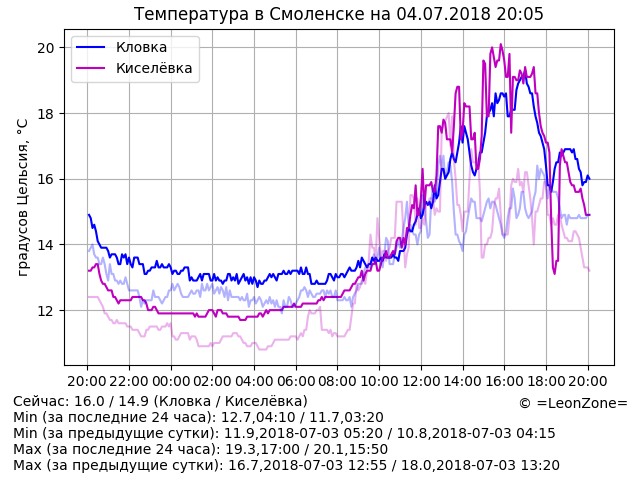 Температура в Смоленске на 04.07.2018 20:05
Кловка
Киселёвка
градусов Цельсия, °C
20
18
16
14
12
20:00 22:00 00:00 02:00 04:00 06:00 08:00 10:00 12:00 14:00 16:00 18:00 20:00
Сейчас: 16.0 / 14.9 (Кловка / Киселёвка)
© =LeonZone=
Min (за последние 24 часа): 12.7,04:10 / 11.7,03:20
Min (за предыдущие сутки): 11.9,2018-07-03 05:20 / 10.8,2018-07-03 04:15
Max (за последние 24 часа): 19.3,17:00 / 20.1,15:50
Max (за предыдущие сутки): 16.7,2018-07-03 12:55 / 18.0,2018-07-03 13:20